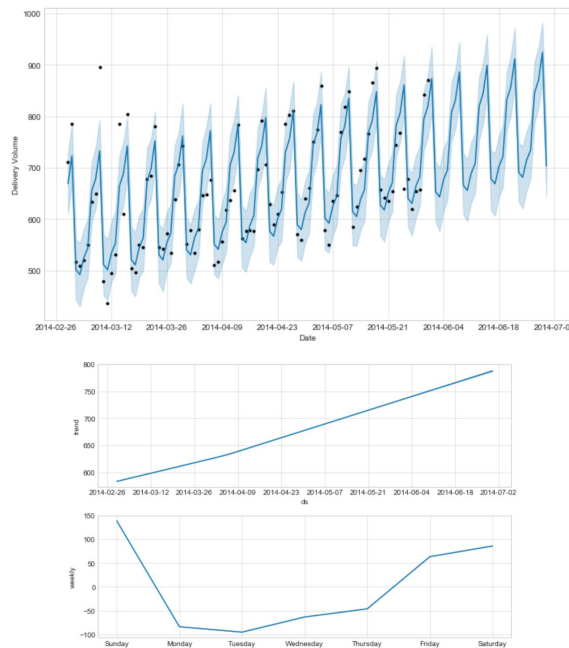 1000
900
800
700
600
500
Delivery Volume
2014-02-26 2014-03-12 2014-03-26 2014-04-09 2014-04-23 2014-05-07 2014-05-21 2014-06-04 2014-06-18 2014-07-0
Date
800
750
700
650
600
trend
2014-02-26 2014-03-12 2014-03-26 2014-04-09 2014-04-23 2014-05-07 2014-05-21 2014-06-04 2014-06-18 2014-07-02
ds
150
100
50
0
−50
−100
weekly
Sunday Monday Tuesday Wednesday Thursday Friday Saturday